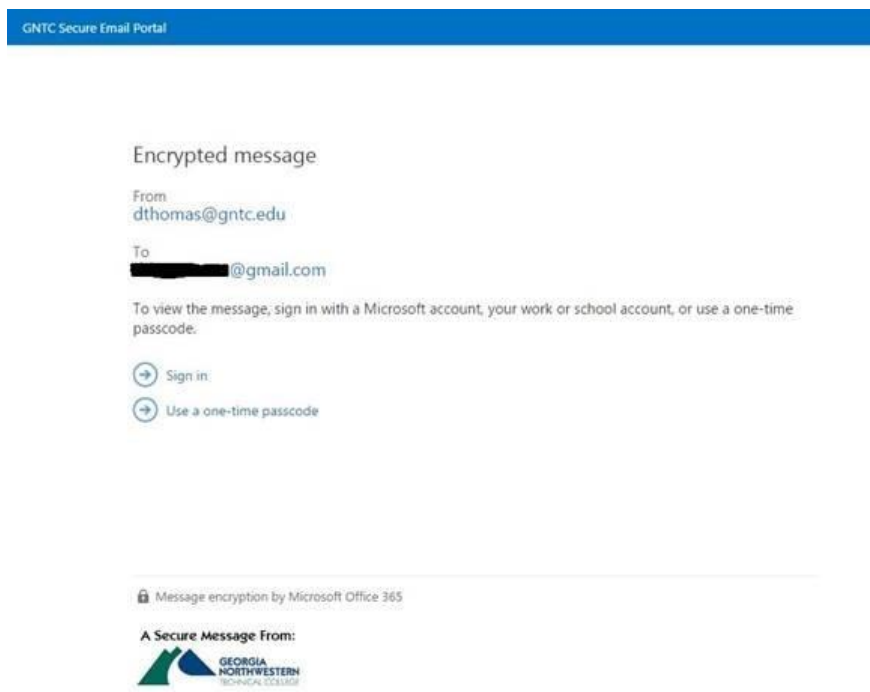 GNTC Secure Email Portal
Encrypted message
From
dthomas@gntc.edu
To
@gmail.com
To view the message, sign in with a Microsoft account, your work or school account, or use a one-time
passcode.
Sign in
Use a one-time passcode
Message encryption by Microsoft Office 365
A Secure Message From:
GEORGIA
NORTHWESTERN
TECHNICAL COLLEGE